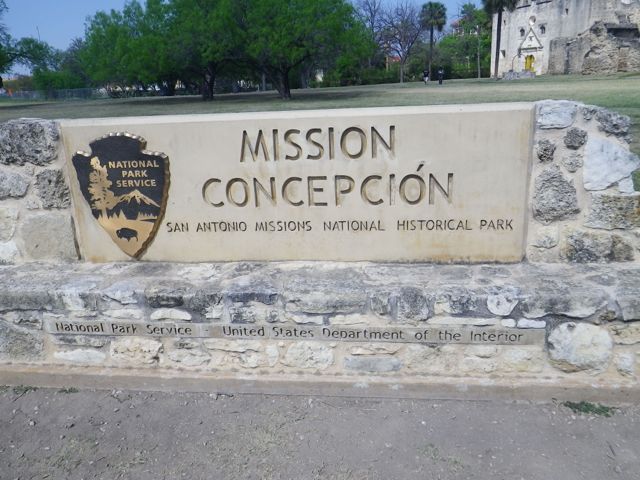 NATIONAL
PARK
SERVICE
MISSION
CONCEPCIÓN
SAN ANTONIO MISSIONS NATIONAL HISTORICAL PARK
National Park Service · United States Department of the Interior